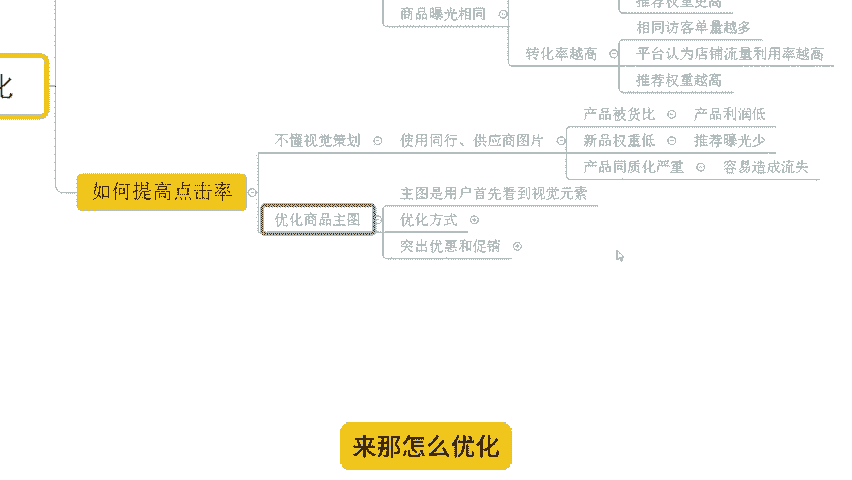 推荐权重更高
商品曝光相同
相同访客单量越多
转化率越高
平台认为店铺流量利用率越高
推荐权重越高
化
产品被货比 产品利润低
不懂视觉策划 使用同行、供应商图片 新品权重低 推荐曝光少
产品同质化严重 容易造成流失
如何提高点击率
主图是用户首先看到视觉元素
优化商品主图 优化方式
突出优惠和促销
来那怎么优化